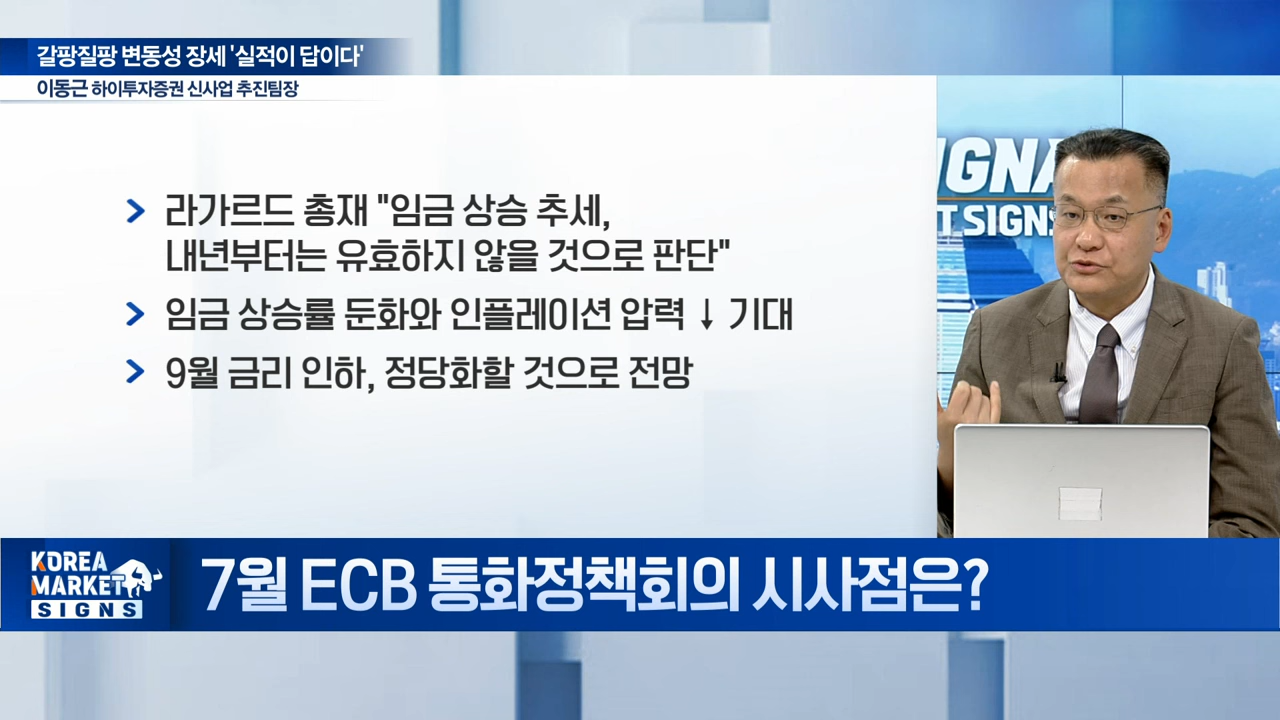 갈팡질팡 변동성 장세 '실적이 답이다'
이동근 하이투자증권 신사업 추진팀장
라가르드 총재 "임금 상승 추세,
내년부터는 유효하지 않을 것으로 판단"
임금 상승률 둔화와 인플레이션 압력 ↓ 기대
9월 금리 인하, 정당화할 것으로 전망
IGNA
T SIGNS
KOREA
MARKET
SIGNS
7월 ECB 통화정책회의 시사점은?